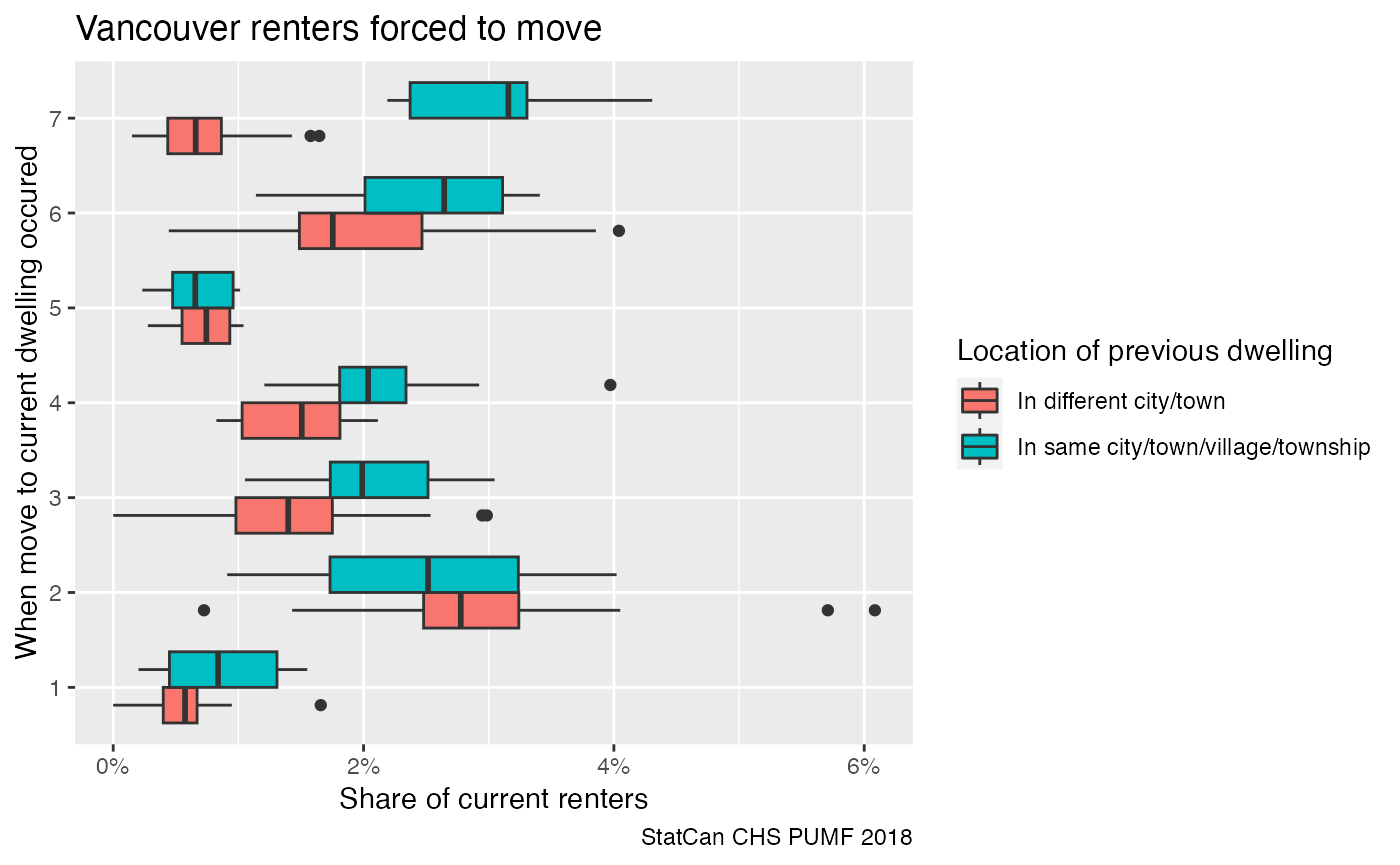 Vancouver renters forced to move
When move to current dwelling occured
7
6
5
4
3
2
1
0%
2%
4%
6%
Share of current renters
StatCan CHS PUMF 2018
Location of previous dwelling
In different city/town
In same city/town/village/township